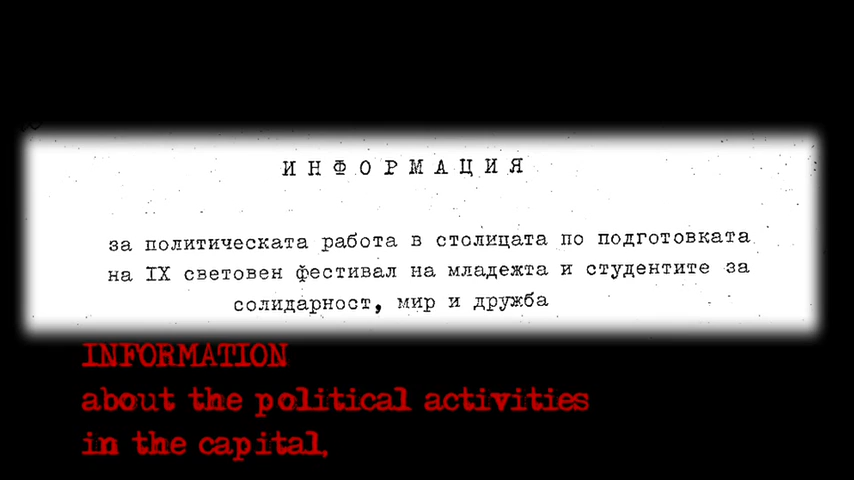 ИНФОРМАЦИЯ
за политическата работа в столицата по подготовката
на IX световен фестивал на младежта и студентите за
солидарност, мир и дружба
INFORMATION
about the political activities
in the capital,